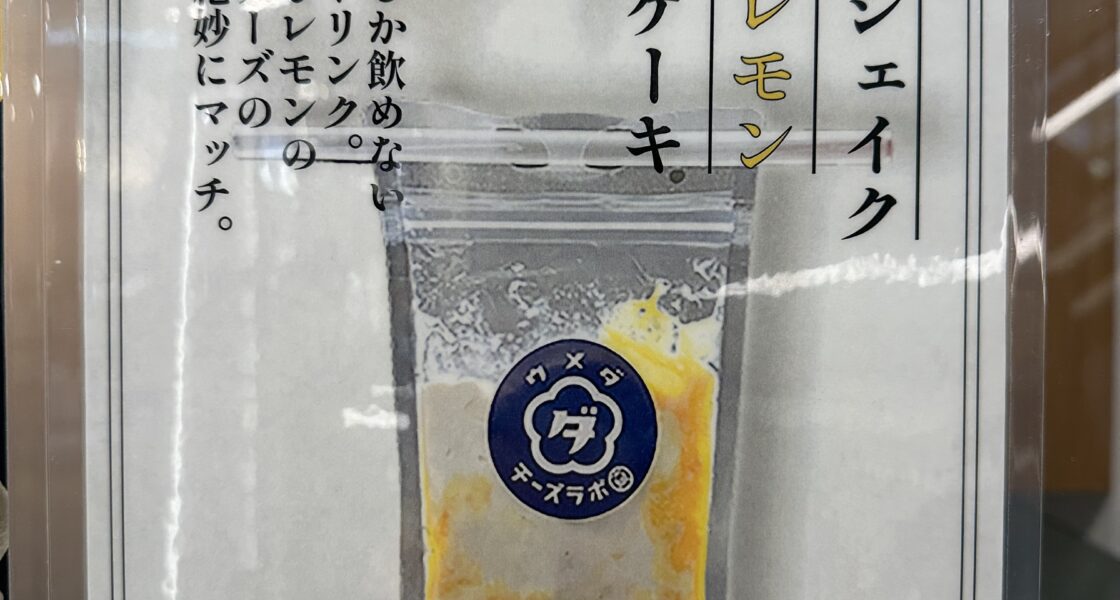 シェイク
レモン
ケーキ
か飲めない
リンク。
レモンの
ーズの
絶妙にマッチ。
ウメダ
ダ
チーズラボ